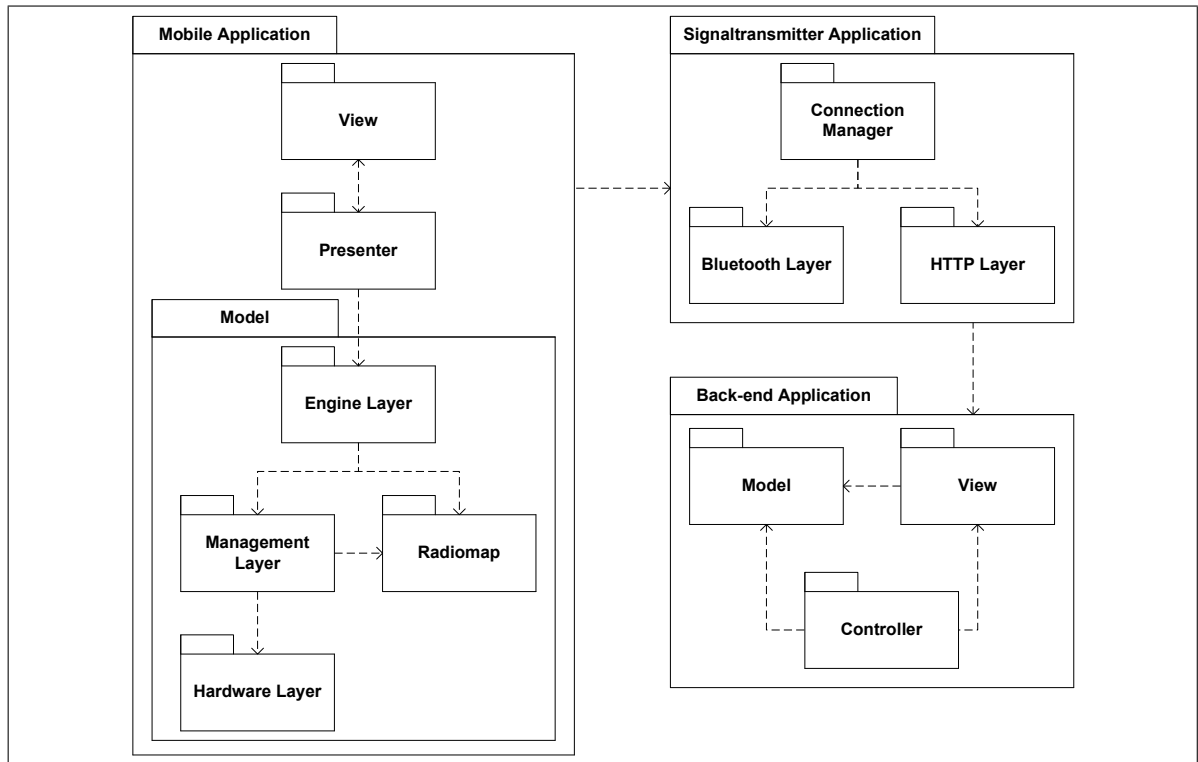 Mobile Application
View
Presenter
Model
Engine Layer
Management
Layer
Radiomap
Hardware Layer
Signaltransmitter Application
Connection
Manager
Bluetooth Layer
HTTP Layer
Back-end Application
Model
View
Controller